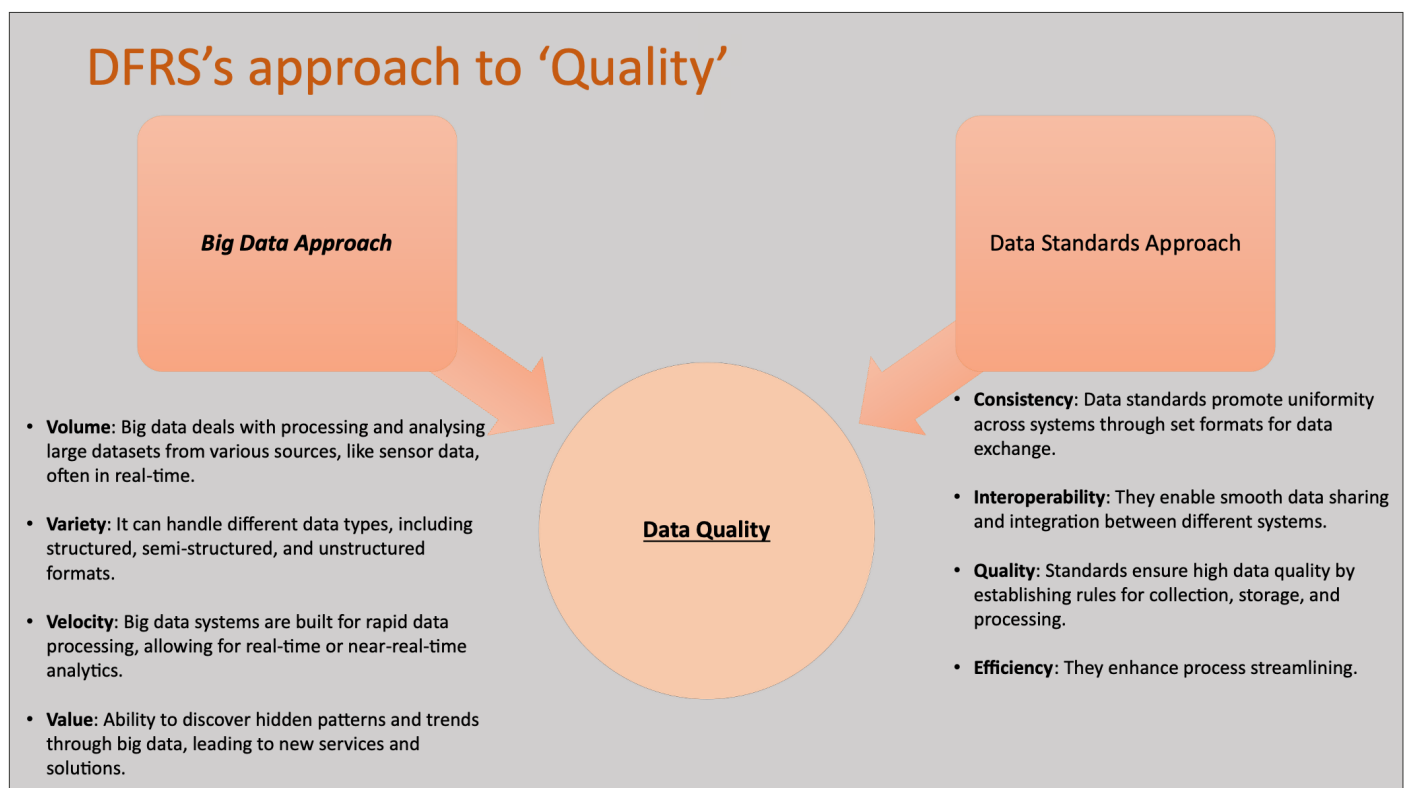 DFRS’s approach to ‘Quality’
Big Data Approach
Data Standards Approach
Data Quality
• Volume: Big data deals with processing and analysing
large datasets from various sources, like sensor data,
often in real-time.
• Variety: It can handle different data types, including
structured, semi-structured, and unstructured
formats.
• Velocity: Big data systems are built for rapid data
processing, allowing for real-time or near-real-time
analytics.
• Value: Ability to discover hidden patterns and trends
through big data, leading to new services and
solutions.
• Consistency: Data standards promote uniformity
across systems through set formats for data
exchange.
• Interoperability: They enable smooth data sharing
and integration between different systems.
• Quality: Standards ensure high data quality by
establishing rules for collection, storage, and
processing.
• Efficiency: They enhance process streamlining.